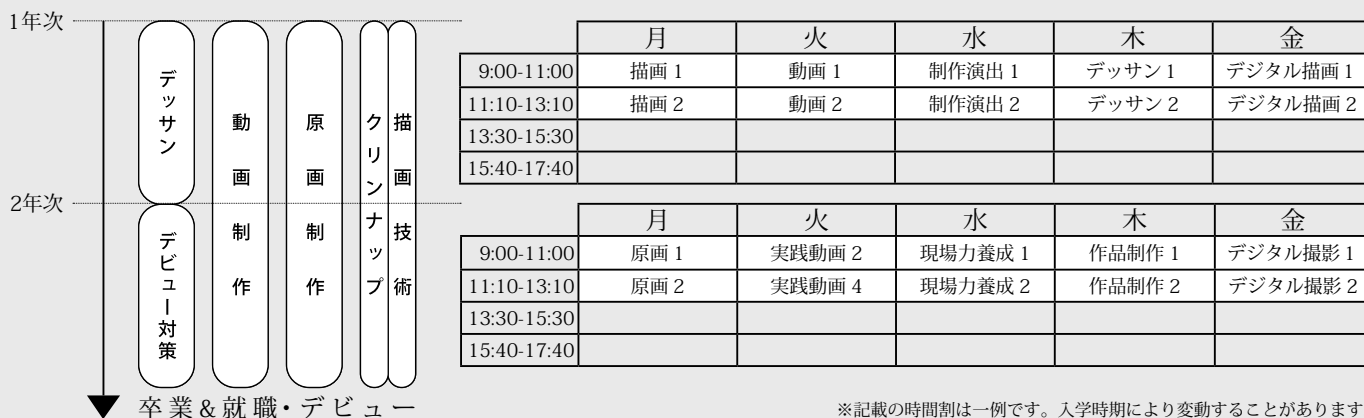 1年次
デッサン
動画制作
原画制作
クリンナップ
描画技術
2年次
デビュー対策
卒業&就職・デビュー
月 火 水 木 金
9:00-11:00 描画 1 動画 1 制作演出 1 デッサン 1 デジタル描画 1
11:10-13:10 描画 2 動画 2 制作演出 2 デッサン 2 デジタル描画 2
13:30-15:30
15:40-17:40
月 火 水 木 金
9:00-11:00 原画 1 実践動画 2 現場力養成 1 作品制作 1 デジタル撮影 1
11:10-13:10 原画 2 実践動画 4 現場力養成 2 作品制作 2 デジタル撮影 2
13:30-15:30
15:40-17:40
※記載の時間割は一例です。入学時期により変動することがあります